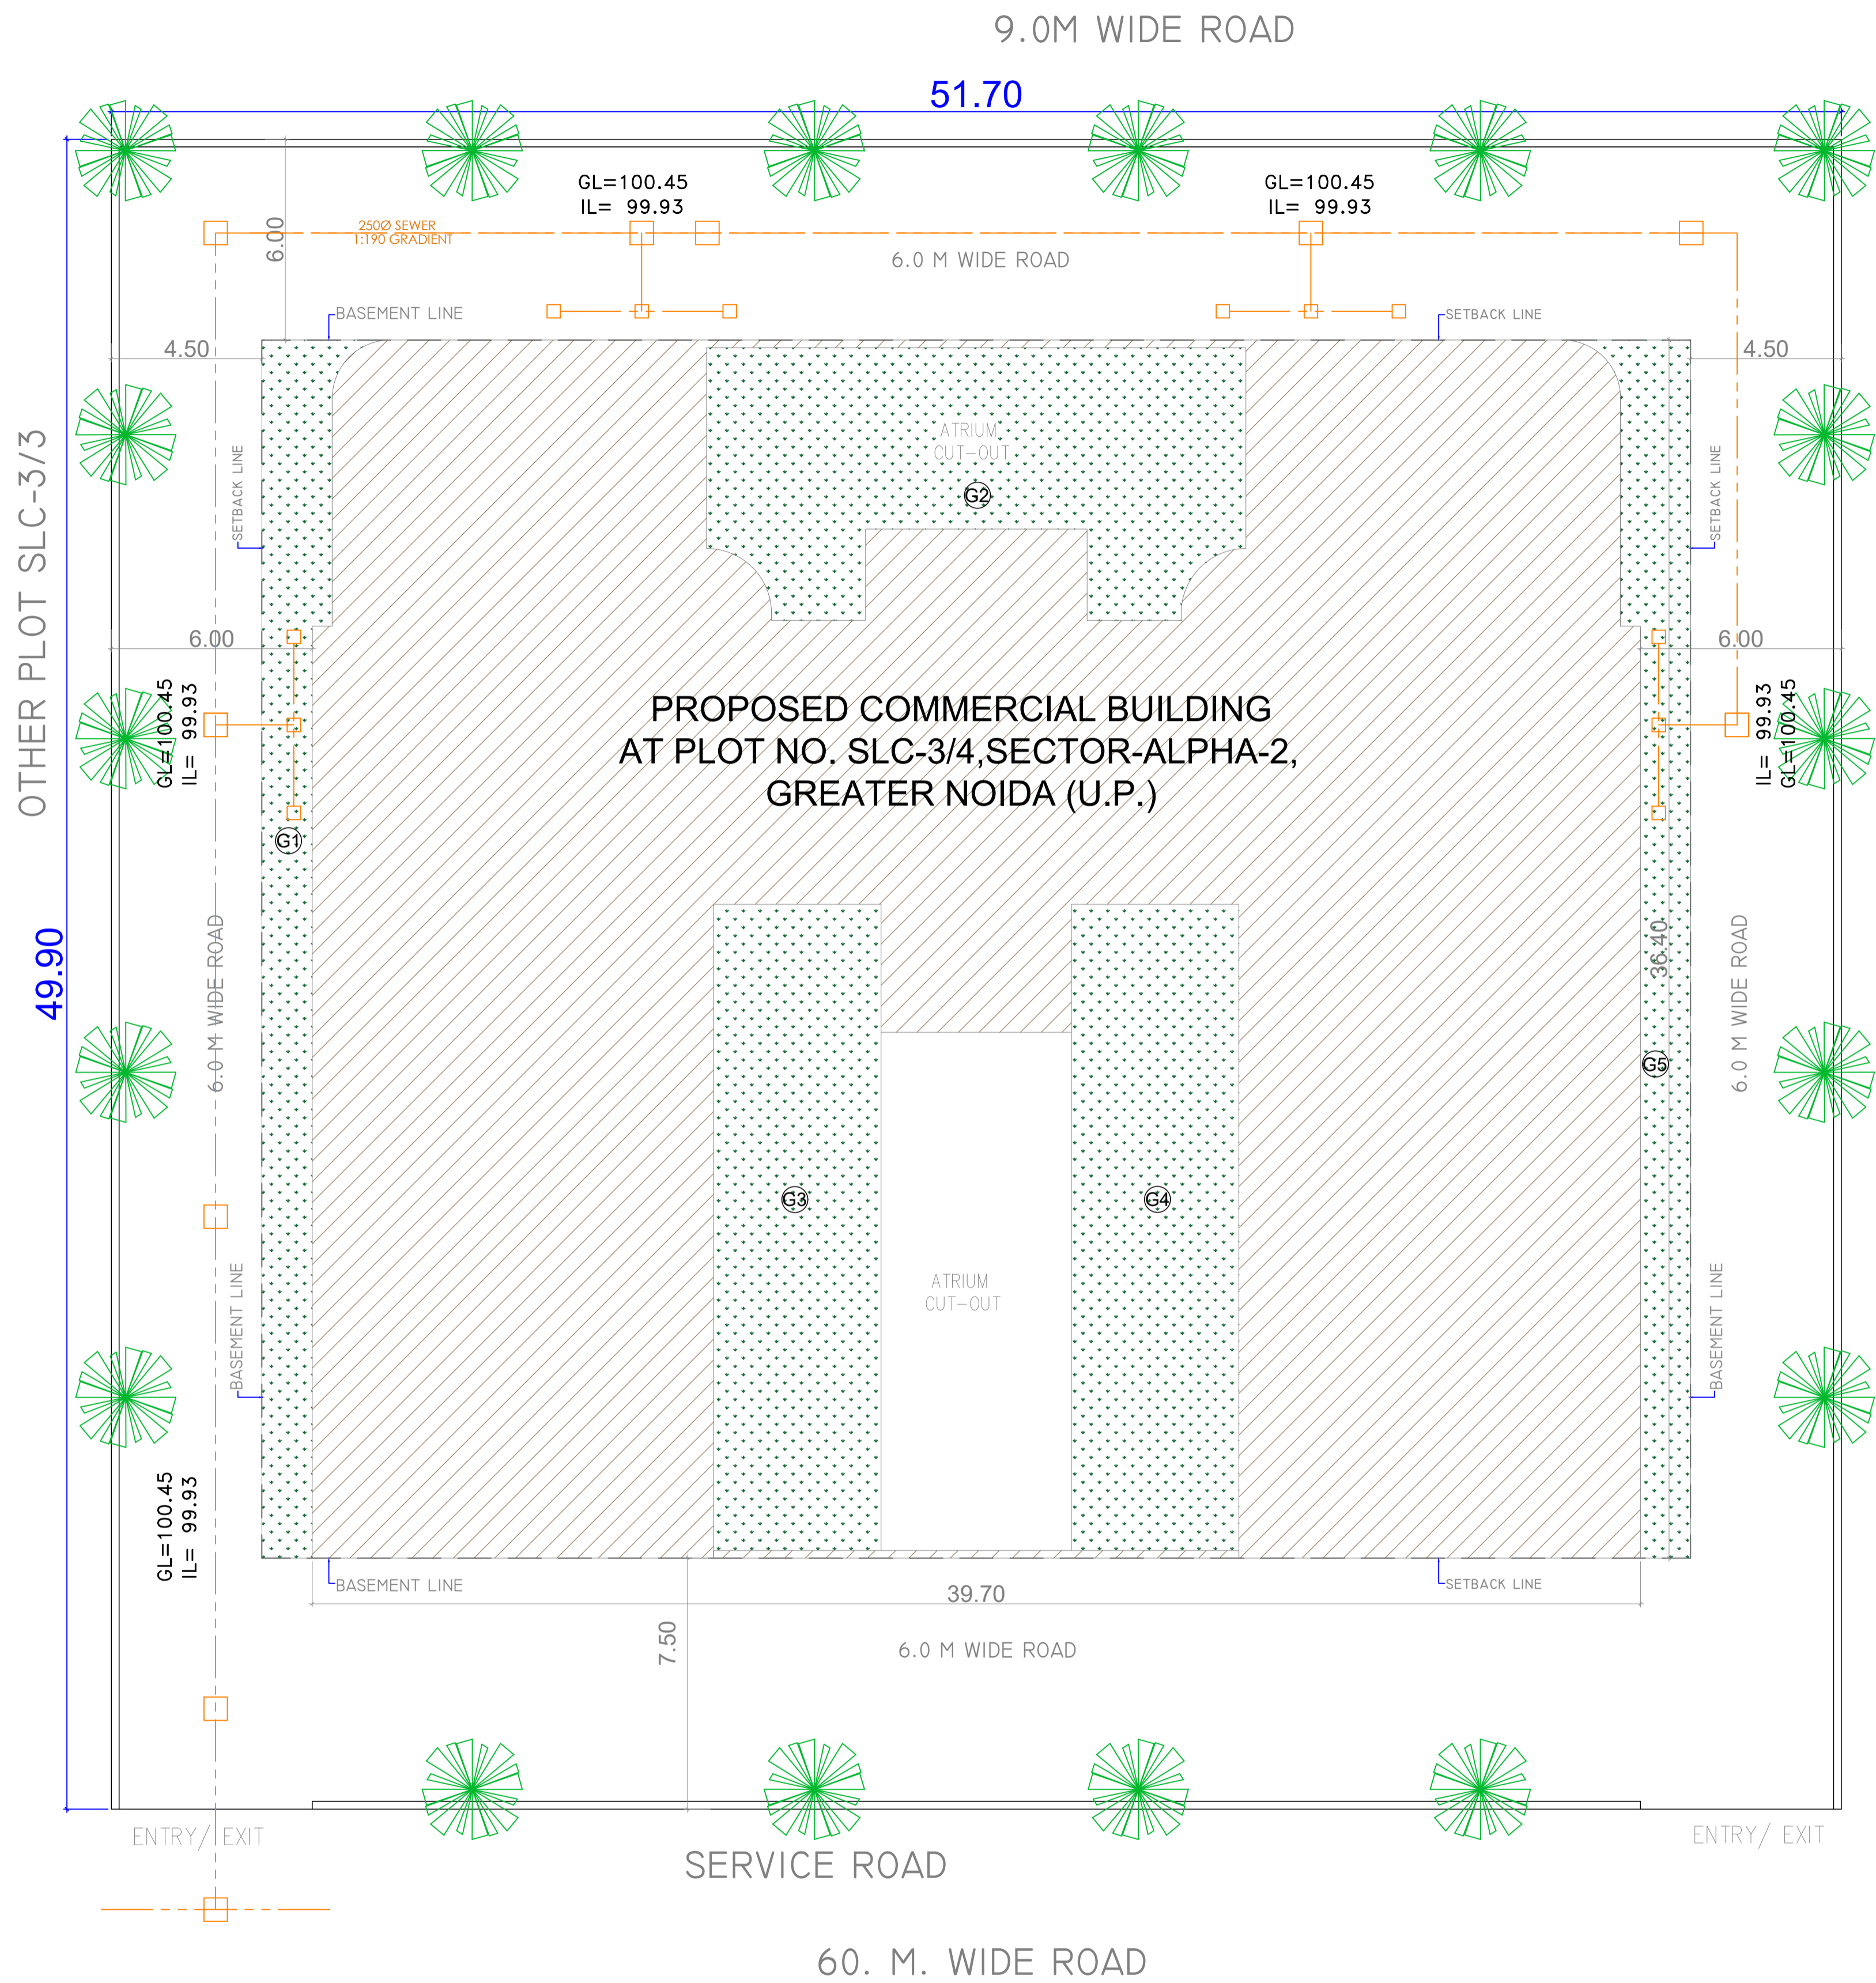 9.0M WIDE ROAD
51.70
GL=100.45
IL= 99.93
GL=100.45
IL= 99.93
250Ø SEWER
1:190 GRADIENT
6.00
6.0 M WIDE ROAD
BASEMENT LINE
SETBACK LINE
4.50
4.50
ATRIUM
CUT-OUT
G2
SETBACK LINE
SETBACK LINE
OTHER PLOT SLC-3/3
6.00
6.00
GL=100.45
IL= 99.93
IL= 99.93
GL=100.45
PROPOSED COMMERCIAL BUILDING
AT PLOT NO. SLC-3/4,SECTOR-ALPHA-2,
GREATER NOIDA (U.P.)
G1
49.90
6.0 M WIDE ROAD
36.40
6.0 M WIDE ROAD
G5
G3
G4
ATRIUM
CUT-OUT
BASEMENT LINE
BASEMENT LINE
GL=100.45
IL= 99.93
BASEMENT LINE
SETBACK LINE
39.70
7.50
6.0 M WIDE ROAD
ENTRY/ EXIT
ENTRY/ EXIT
SERVICE ROAD
60. M. WIDE ROAD